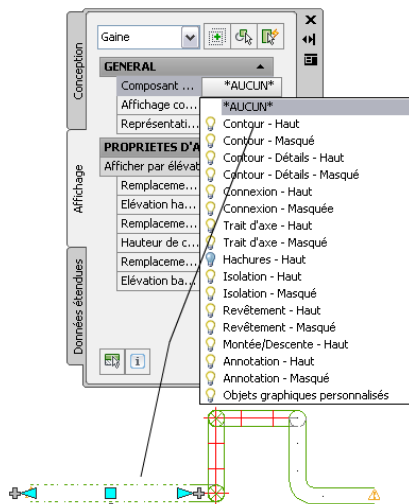 Gaine
GENERAL
Composant ...
*AUCUN*
Affichage co...
Représentati...
PROPRIETES D'A
Afficher par élévat
Remplaceme...
Elévation ha...
Remplaceme...
Hauteur de c...
Remplaceme...
Elévation ba...
*AUCUN*
Contour - Haut
Contour - Masqué
Contour - Détails - Haut
Contour - Détails - Masqué
Connexion - Haut
Connexion - Masquée
Trait d'axe - Haut
Trait d'axe - Masqué
Hachures - Haut
Isolation - Haut
Isolation - Masqué
Revêtement - Haut
Revêtement - Masqué
Montée/Descente - Haut
Annotation - Haut
Annotation - Masqué
Objets graphiques personnalisés
Conception
Affichage
Données étendues